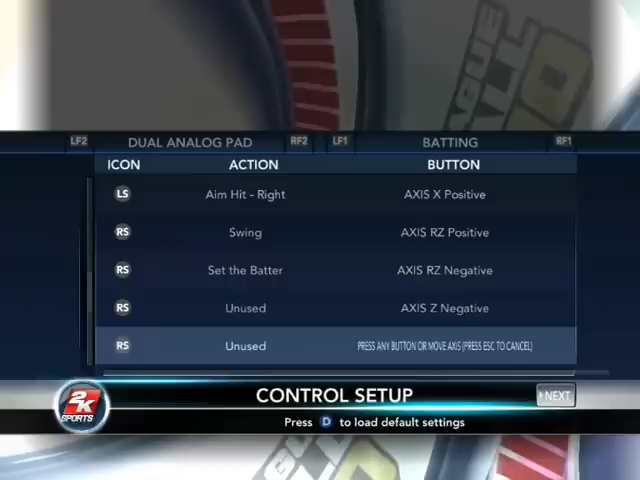 LF2 DUAL ANALOG PAD RF2 LF1 BATTING RF1
ICON ACTION BUTTON
LS Aim Hit - Right AXIS X Positive
RS Swing AXIS RZ Positive
RS Set the Batter AXIS RZ Negative
RS Unused AXIS Z Negative
RS Unused PRESS ANY BUTTON OR MOVE AXIS (PRESS ESC TO CANCEL)
2K SPORTS
CONTROL SETUP
NEXT
Press D to load default settings